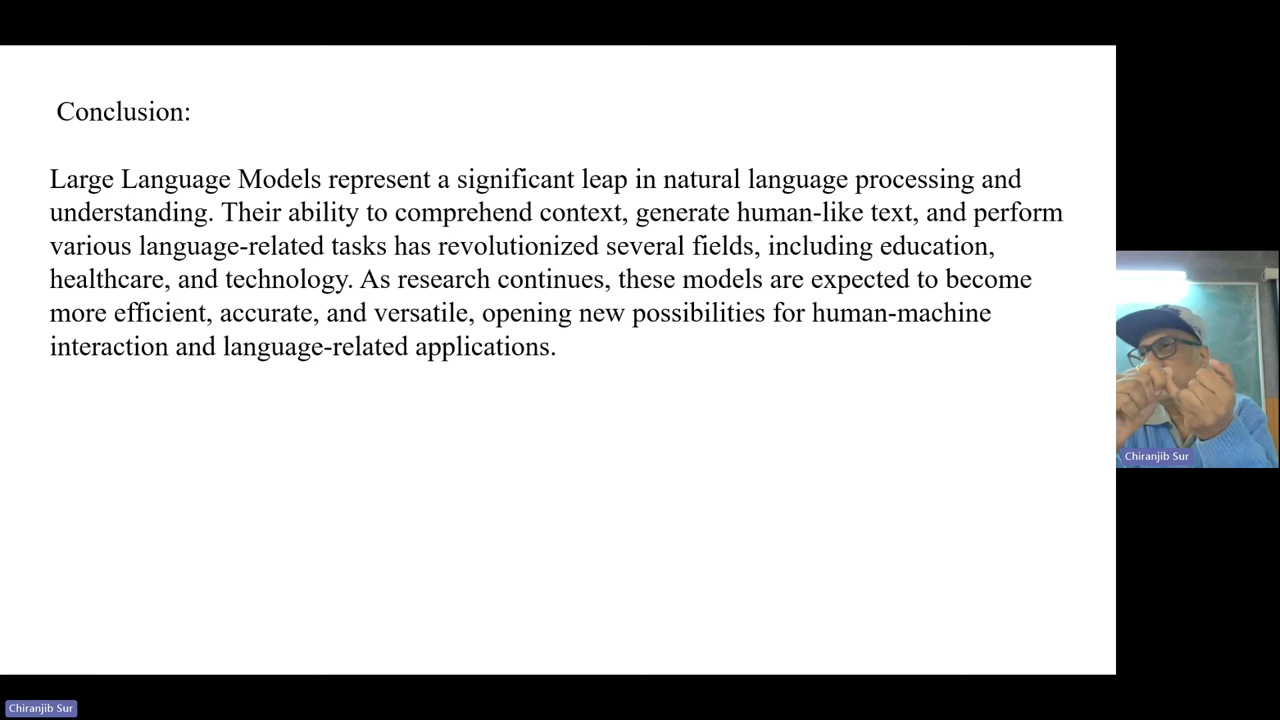 Conclusion:
Large Language Models represent a significant leap in natural language processing and
understanding. Their ability to comprehend context, generate human-like text, and perform
various language-related tasks has revolutionized several fields, including education,
healthcare, and technology. As research continues, these models are expected to become
more efficient, accurate, and versatile, opening new possibilities for human-machine
interaction and language-related applications.
Chiranjib Sur
Chiranjib Sur